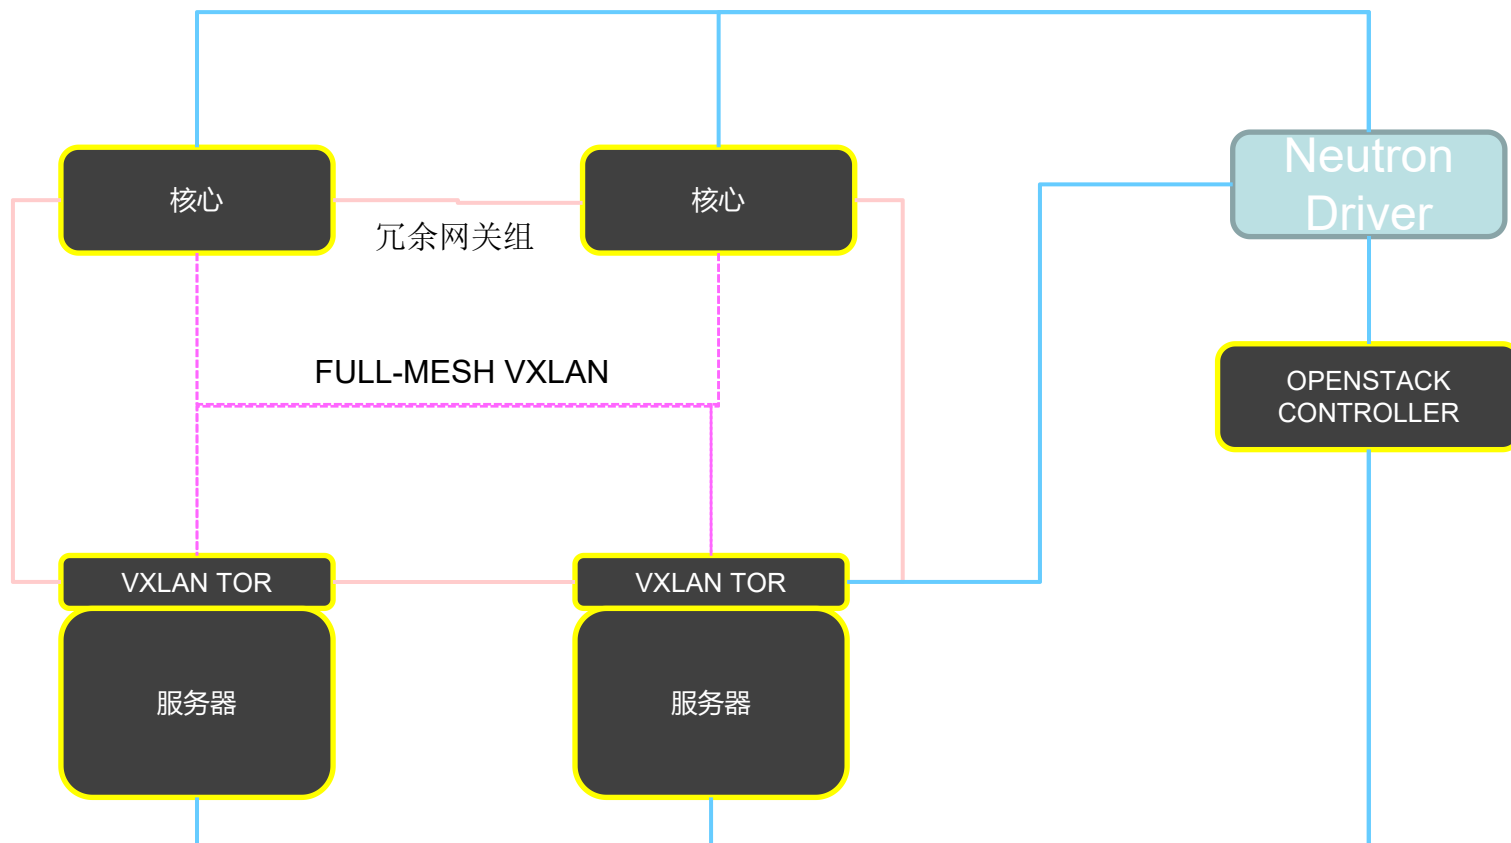 核心
核心
Neutron
Driver
冗余网关组
FULL-MESH VXLAN
OPENSTACK
CONTROLLER
VXLAN TOR
VXLAN TOR
服务器
服务器